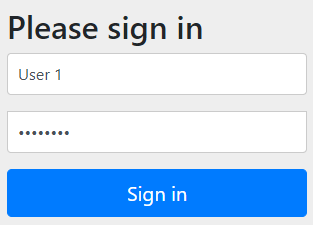 Please sign in
User 1
••••••••
Sign in